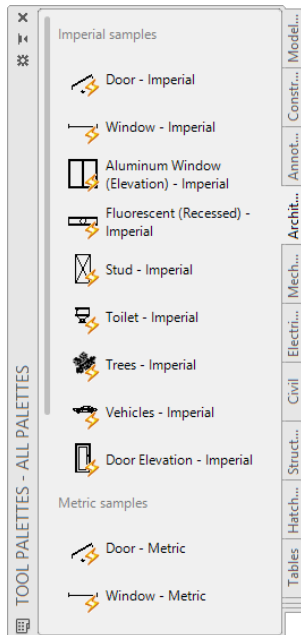 Imperial samples
Door - Imperial
Window - Imperial
Aluminum Window
(Elevation) - Imperial
Fluorescent (Recessed) -
Imperial
Stud - Imperial
Toilet - Imperial
Trees - Imperial
Vehicles - Imperial
Door Elevation - Imperial
Metric samples
Door - Metric
Window - Metric
TOOL PALETTES - ALL PALETTES
Model...
Constr...
Annot...
Archit...
Mech...
Electri...
Civil
Struct...
Hatch...
Tables